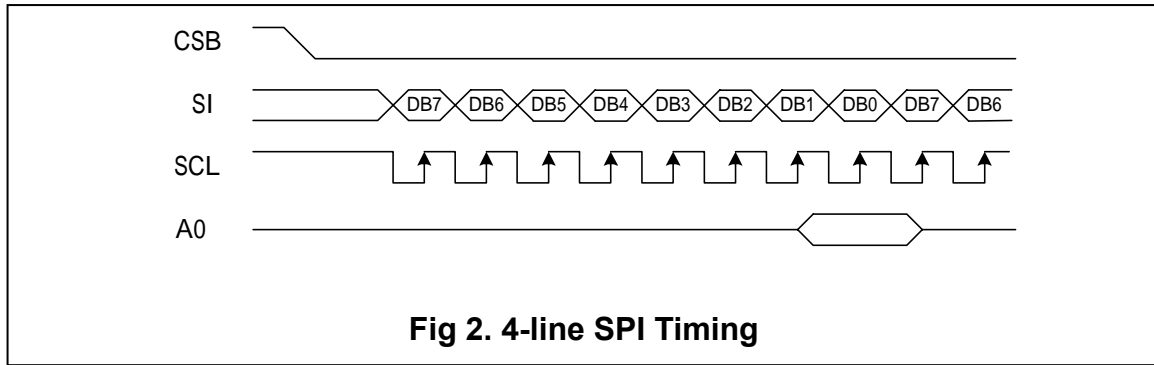 CSB
SI DB7 DB6 DB5 DB4 DB3 DB2 DB1 DB0 DB7 DB6
SCL
A0
Fig 2. 4-line SPI Timing